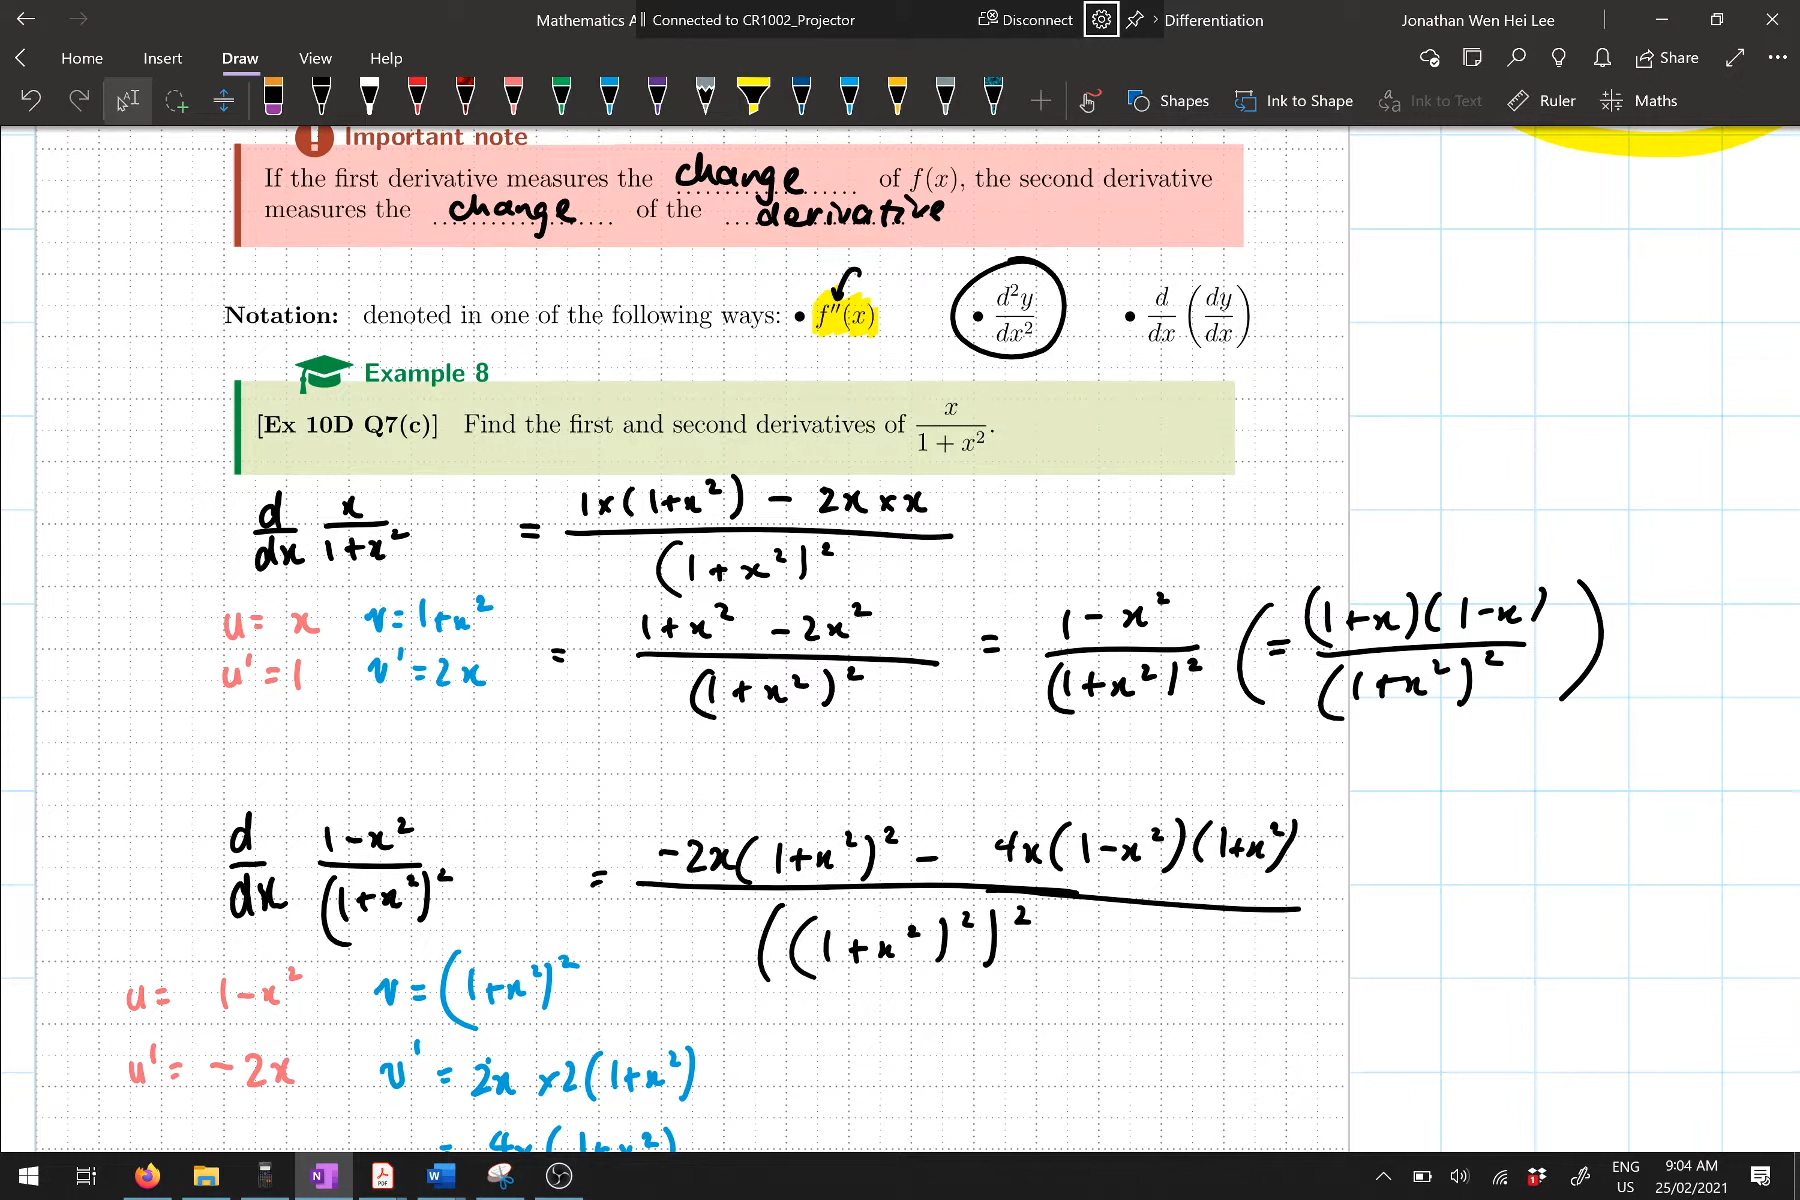 Mathematics A
Connected to CR1002_Projector
Disconnect
Differentiation
Jonathan Wen Hei Lee
Home Insert Draw View Help
Share
Shapes Ink to Shape Ink to Text Ruler Maths
Important note
If the first derivative measures the change of f(x), the second derivative
measures the change of the derivative
Notation: denoted in one of the following ways: • f''(x) • d²y/dx² • d/dx (dy/dx)
Example 8
[Ex 10D Q7(c)] Find the first and second derivatives of x/(1 + x²).
d/dx x/(1+x²) = (1×(1+x²) − 2x×x)/(1+x²)²
u = x v = 1+x²
u' = 1 v' = 2x
= (1+x² − 2x²)/(1+x²)² = (1−x²)/(1+x²)² (= (1+x)(1−x)/(1+x²)²)
d/dx (1−x²)/(1+x²)² = (−2x(1+x²)² − 4x(1−x²)(1+x²))/((1+x²)²)²
u = 1−x² v = (1+x²)²
u' = −2x v' = 2x × 2(1+x²)
= 4x(1+x²)
ENG
US
9:04 AM
25/02/2021